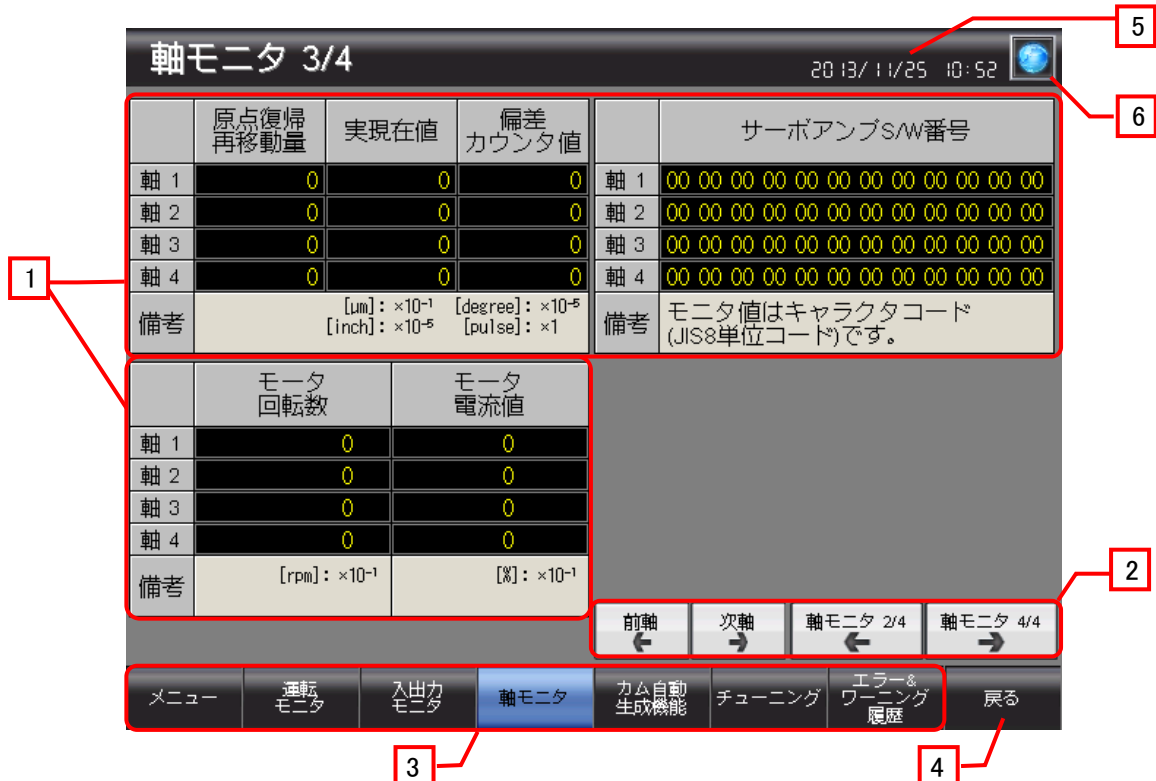 5
軸モニタ 3/4
2013/11/25 10:52
6
原点復帰
再移動量
実現在値
偏差
カウンタ値
軸 1 0 0 0
軸 2 0 0 0
軸 3 0 0 0
軸 4 0 0 0
備考
[μm]: ×10⁻¹ [degree]: ×10⁻⁵
[inch]: ×10⁻⁵ [pulse]: ×1
サーボアンプS/W番号
軸 1 00 00 00 00 00 00 00 00 00 00 00 00
軸 2 00 00 00 00 00 00 00 00 00 00 00 00
軸 3 00 00 00 00 00 00 00 00 00 00 00 00
軸 4 00 00 00 00 00 00 00 00 00 00 00 00
備考
モニタ値はキャラクタコード
(JIS8単位コード)です。
1
モータ
回転数
モータ
電流値
軸 1 0 0
軸 2 0 0
軸 3 0 0
軸 4 0 0
備考
[rpm]: ×10⁻¹
[%]: ×10⁻¹
2
前軸
次軸
軸モニタ 2/4
軸モニタ 4/4
メニュー
運転
モニタ
入出力
モニタ
軸モニタ
カム自動
生成機能
チューニング
エラー&
ワーニング
履歴
戻る
3
4